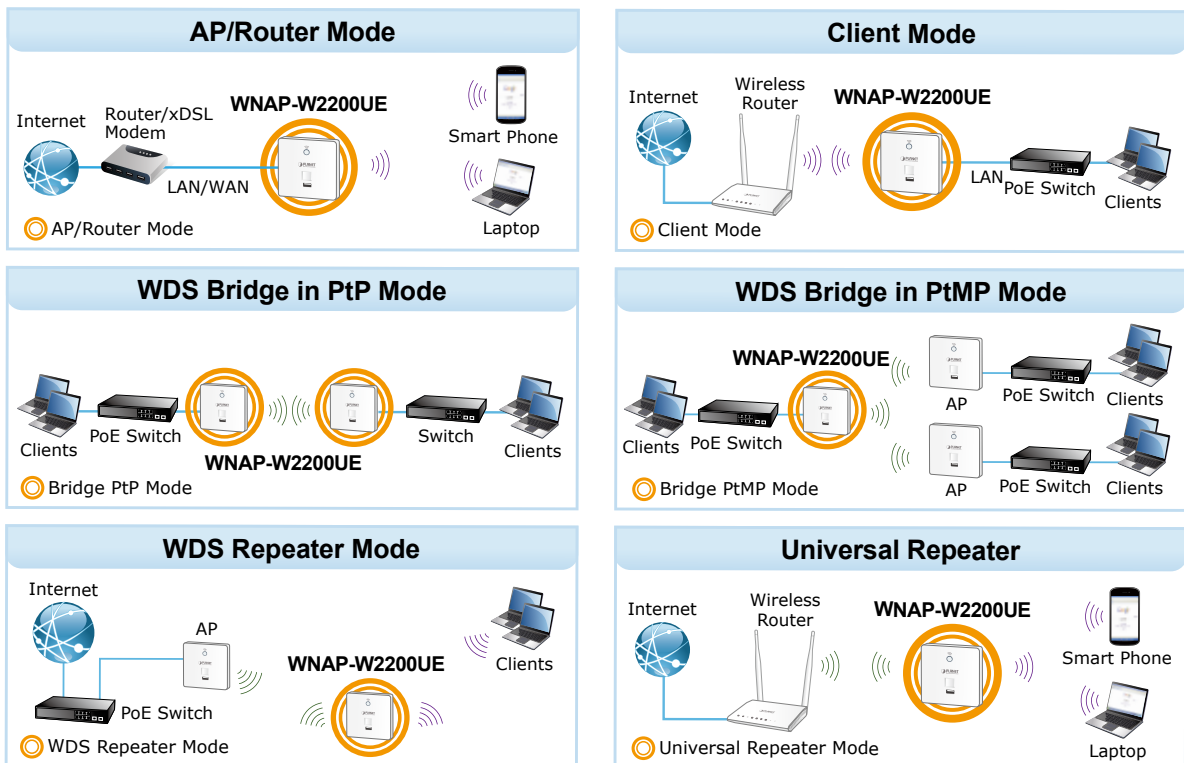 AP/Router Mode
Internet
Router/xDSL
Modem
WNAP-W2200UE
LAN/WAN
Smart Phone
Laptop
AP/Router Mode
Client Mode
Internet
Wireless
Router
WNAP-W2200UE
LAN
PoE Switch
Clients
Client Mode
WDS Bridge in PtP Mode
Clients
PoE Switch
WNAP-W2200UE
Switch
Clients
Bridge PtP Mode
WDS Bridge in PtMP Mode
WNAP-W2200UE
Clients
PoE Switch
AP
PoE Switch
Clients
AP
PoE Switch
Clients
Bridge PtMP Mode
WDS Repeater Mode
Internet
AP
PoE Switch
WNAP-W2200UE
Clients
WDS Repeater Mode
Universal Repeater
Internet
Wireless
Router
WNAP-W2200UE
Smart Phone
Laptop
Universal Repeater Mode